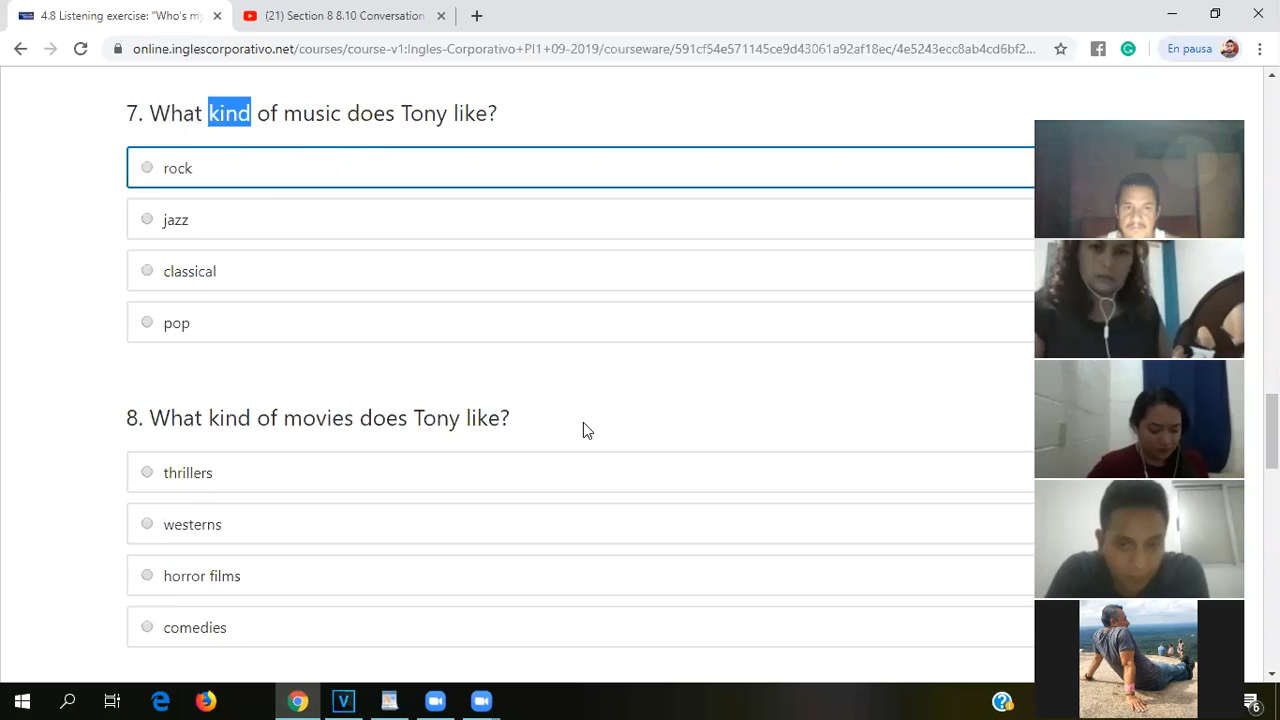 4.8 Listening exercise: "Who's my
(21) Section 8 8.10 Conversation
online.inglescorporativo.net/courses/course-v1:Ingles-Corporativo+PI1+09-2019/courseware/591cf54e571145ce9d43061a92af18ec/4e5243ecc8ab4cd6bf2...
En pausa
7. What kind of music does Tony like?
rock
jazz
classical
pop
8. What kind of movies does Tony like?
thrillers
westerns
horror films
comedies
V
6